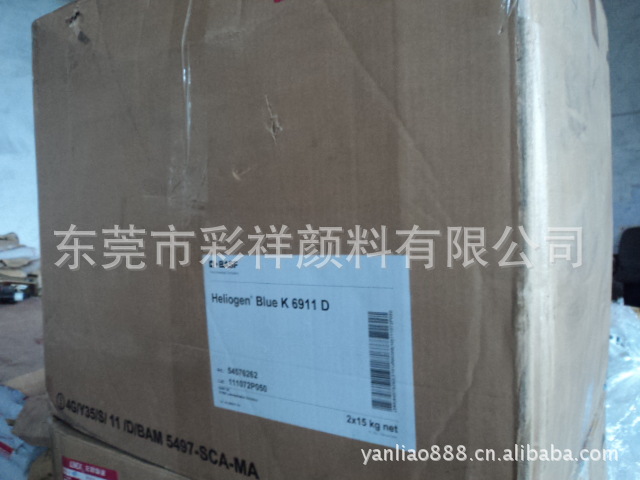 东莞市彩祥颜料有限公司
BASF
Heliogen® Blue K 6911 D
54576262
111072P050
2x15 kg net
4G/Y35/S/ 11 /D/BAM 5497-SCA-MA
yanliao888.cn.alibaba.com